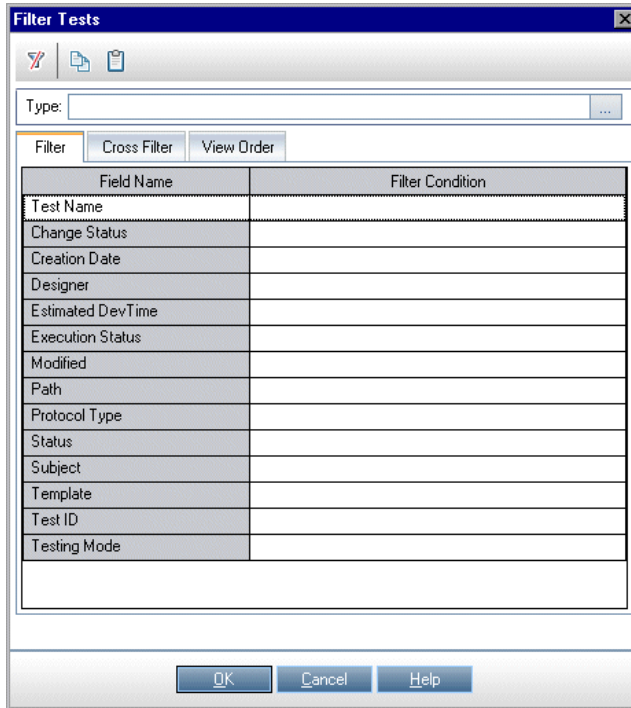 Filter Tests
Type:
...
Filter Cross Filter View Order
Field Name Filter Condition
Test Name
Change Status
Creation Date
Designer
Estimated DevTime
Execution Status
Modified
Path
Protocol Type
Status
Subject
Template
Test ID
Testing Mode
OK Cancel Help